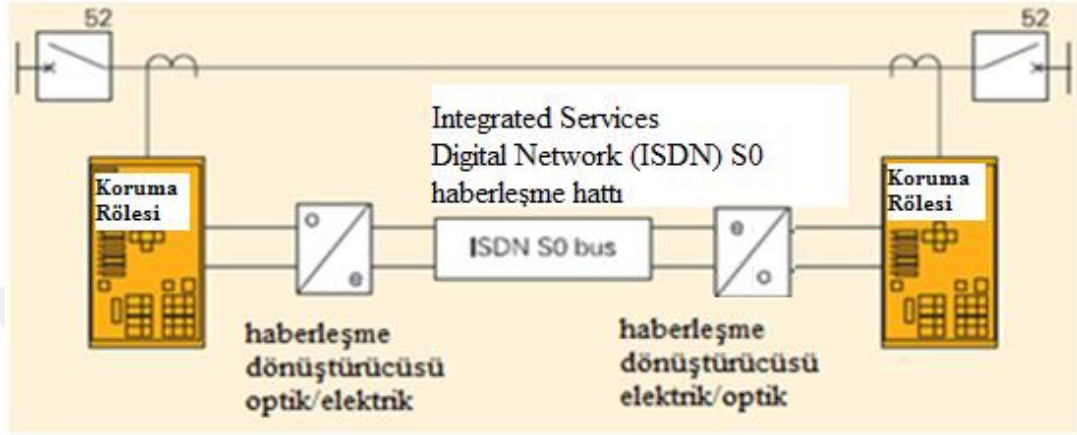 52
52
Integrated Services
Digital Network (ISDN) S0
haberleşme hattı
Koruma
Rölesi
Koruma
Rölesi
o
e
ISDN S0 bus
e
o
haberleşme
dönüştürücüsü
optik/elektrik
haberleşme
dönüştürücüsü
elektrik/optik